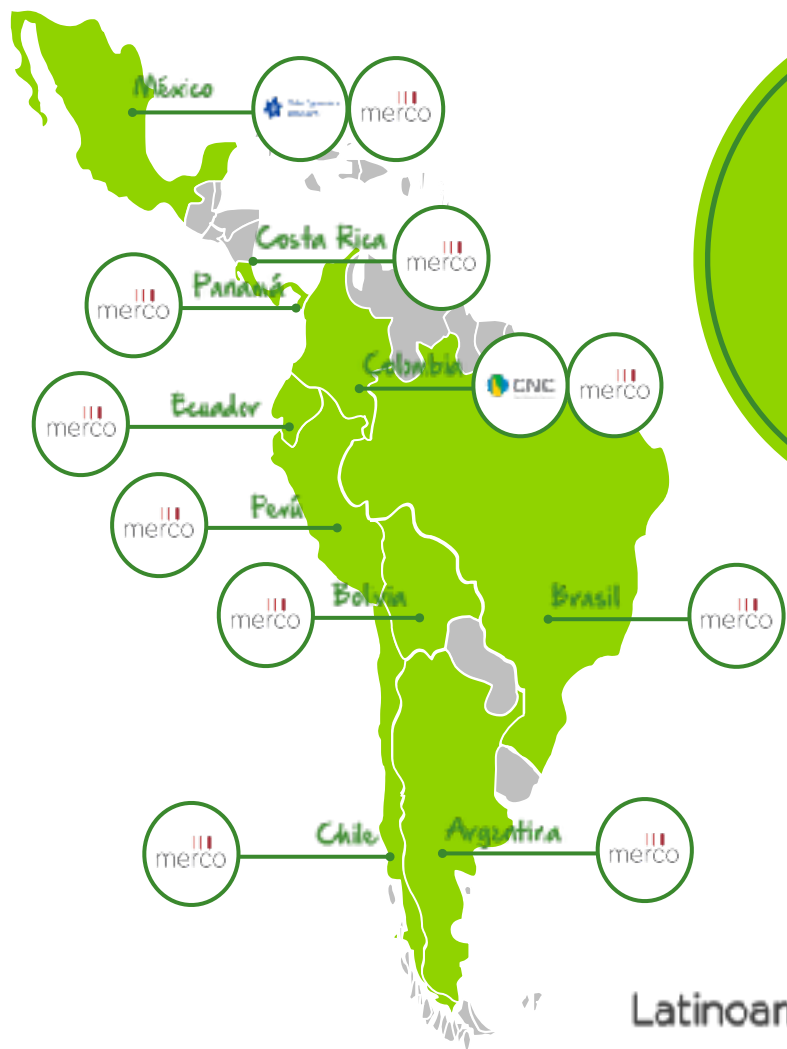 México
merco
Costa Rica
merco
Panamá
merco
Colombia
CNC
merco
Ecuador
merco
Perú
merco
Bolivia
merco
Brasil
merco
Chile
merco
Argentina
merco
Latinoar